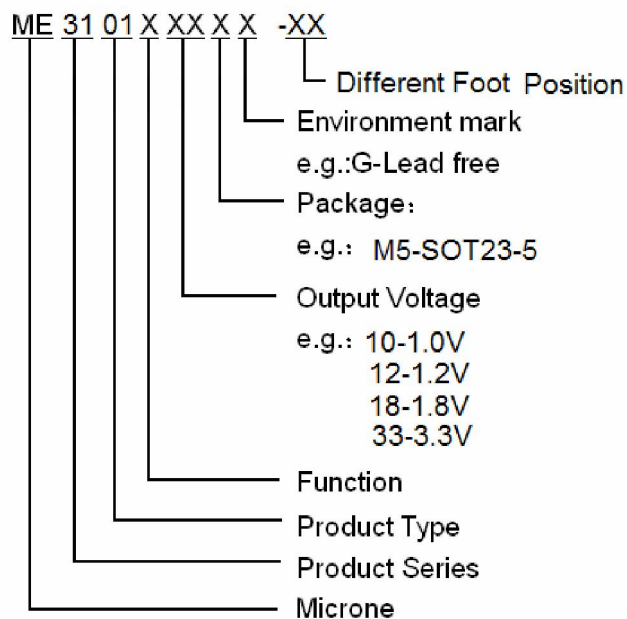 ME 31 01 X XX X X -XX
Different Foot Position
Environment mark
e.g.:G-Lead free
Package：
e.g.： M5-SOT23-5
Output Voltage
e.g.： 10-1.0V
12-1.2V
18-1.8V
33-3.3V
Function
Product Type
Product Series
Microne